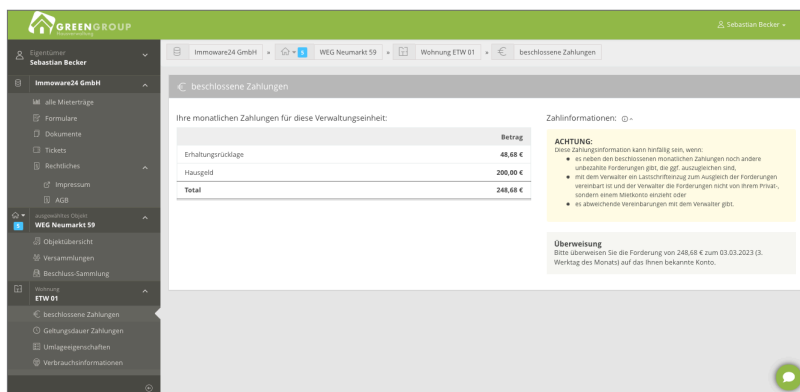 GREENGROUP
Hausverwaltung
Sebastian Becker
Eigentümer
Sebastian Becker
Immoware24 GmbH
alle Mieterträge
Formulare
Dokumente
Tickets
Rechtliches
Impressum
AGB
ausgewähltes Objekt
5
WEG Neumarkt 59
Objektübersicht
Versammlungen
Beschluss-Sammlung
Wohnung
ETW 01
€ beschlossene Zahlungen
Geltungsdauer Zahlungen
Umlageeigenschaften
Verbrauchsinformationen
Immoware24 GmbH » 5 WEG Neumarkt 59 » Wohnung ETW 01 » € beschlossene Zahlungen
€ beschlossene Zahlungen
Ihre monatlichen Zahlungen für diese Verwaltungseinheit:
Betrag
Erhaltungsrücklage 48,68 €
Hausgeld 200,00 €
Total 248,68 €
Zahlinformationen:
ACHTUNG:
Diese Zahlungsinformation kann hinfällig sein, wenn:
• es neben den beschlossenen monatlichen Zahlungen noch andere
unbezahlte Forderungen gibt, die ggf. auszugleichen sind,
• mit dem Verwalter ein Lastschrifteinzug zum Ausgleich der Forderungen
vereinbart ist und der Verwalter die Forderungen nicht von Ihrem Privat-,
sondern einem Mietkonto einzieht oder
• es abweichende Vereinbarungen mit dem Verwalter gibt.
Überweisung
Bitte überweisen Sie die Forderung von 248,68 € zum 03.03.2023 (3.
Werktag des Monats) auf das Ihnen bekannte Konto.